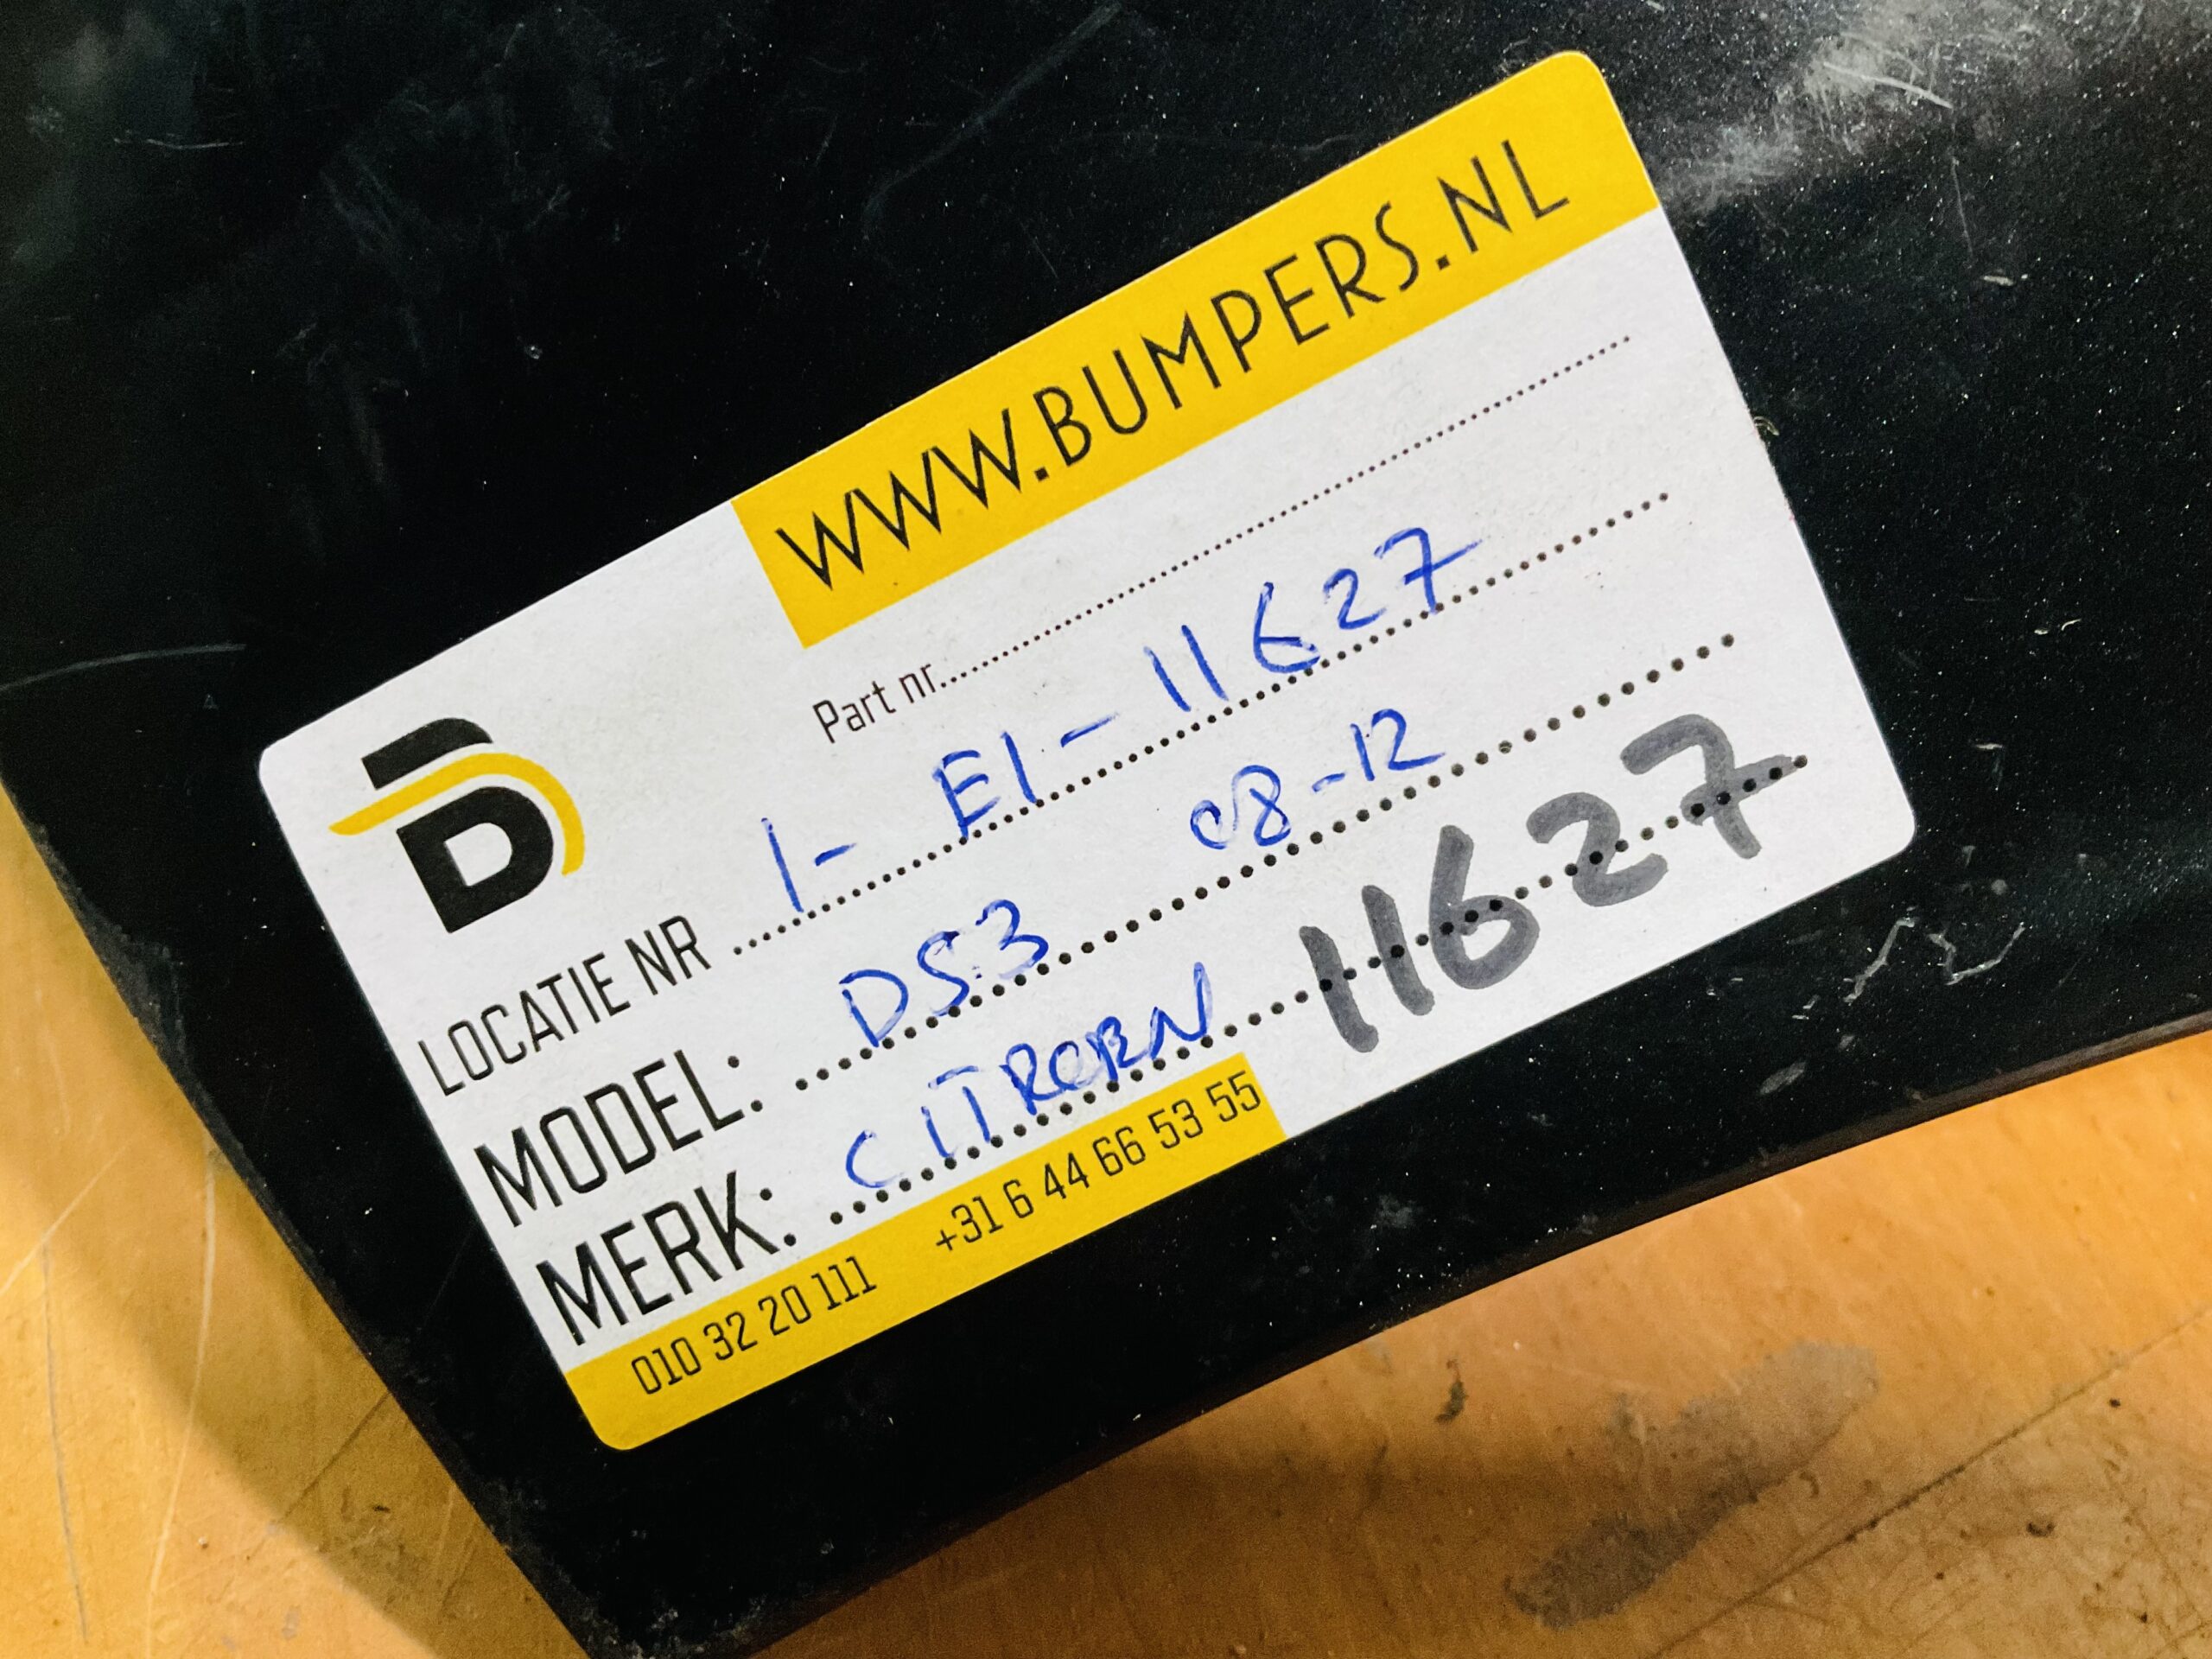 WWW.BUMPERS.NL
Part nr.
B
LOCATIE NR 1- E1-11627
MODEL: DS3 08-12
MERK: CITROEN 11627
010 32 20 111 +31 6 44 66 53 55